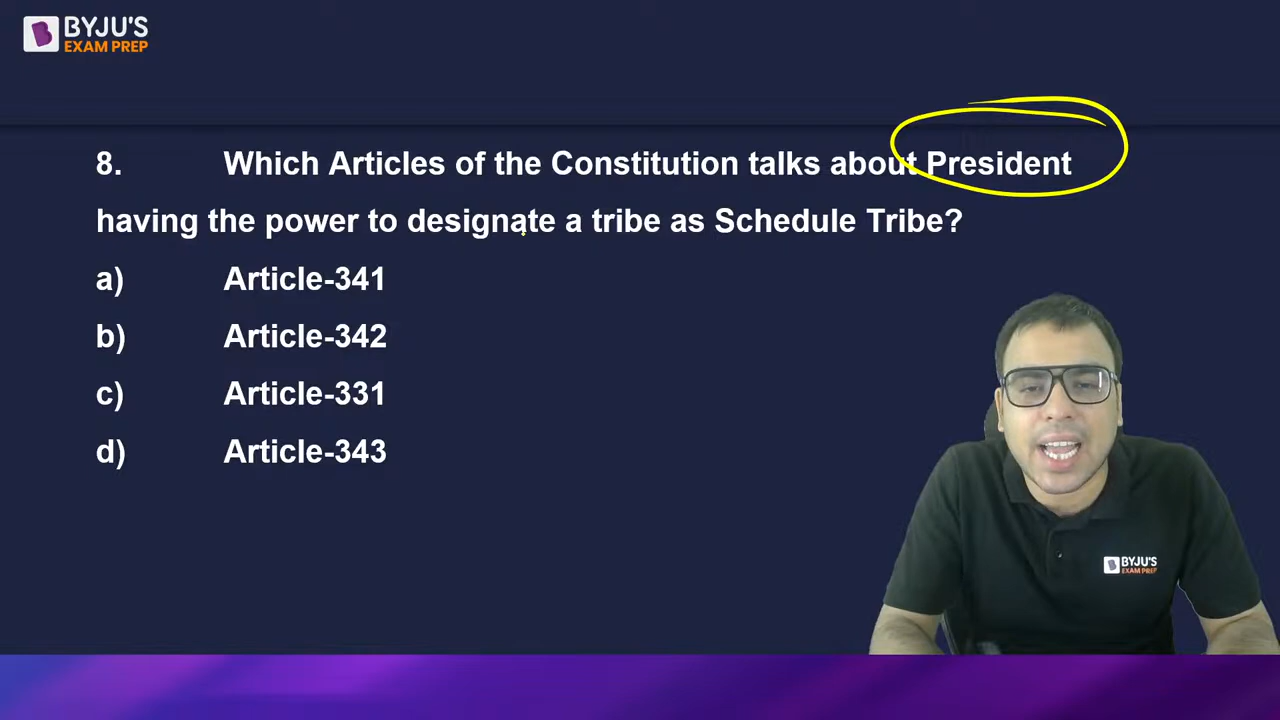 BYJU'S
EXAM PREP
8. Which Articles of the Constitution talks about President
having the power to designate a tribe as Schedule Tribe?
a) Article-341
b) Article-342
c) Article-331
d) Article-343
BYJU'S
EXAM PREP